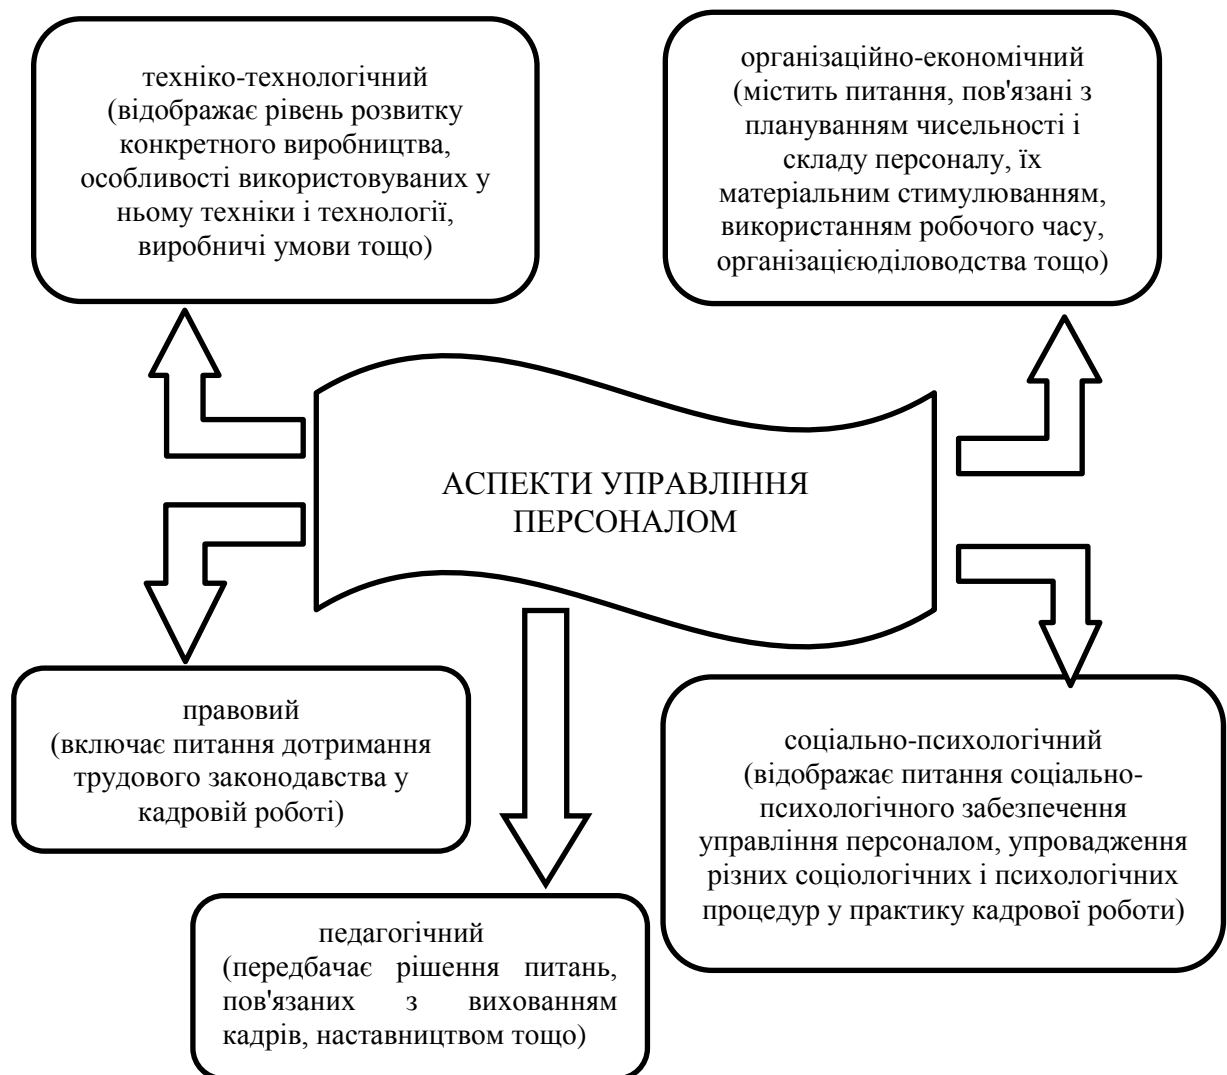 техніко-технологічний
(відображає рівень розвитку
конкретного виробництва,
особливості використовуваних у
ньому техніки і технології,
виробничі умови тощо)
організаційно-економічний
(містить питання, пов'язані з
плануванням чисельності і
складу персоналу, їх
матеріальним стимулюванням,
використанням робочого часу,
організацієюділоводства тощо)
АСПЕКТИ УПРАВЛІННЯ
ПЕРСОНАЛОМ
правовий
(включає питання дотримання
трудового законодавства у
кадровій роботі)
соціально-психологічний
(відображає питання соціально-
психологічного забезпечення
управління персоналом, упровадження
різних соціологічних і психологічних
процедур у практику кадрової роботи)
педагогічний
(передбачає рішення питань,
пов'язаних з вихованням
кадрів, наставництвом тощо)